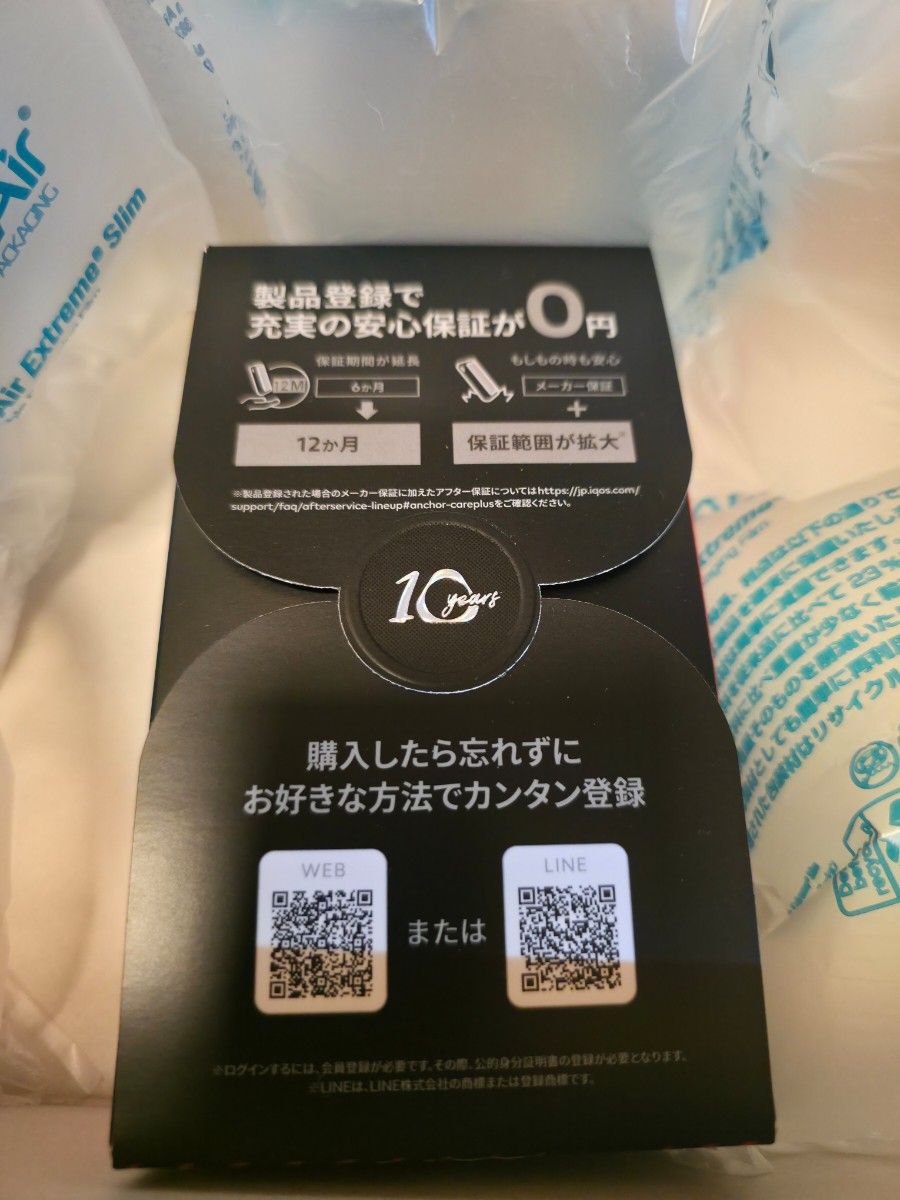 Air
PACKAGING
Air Extreme® Slim
製品登録で
充実の安心保証が0円
保証期間が延長
12M
6か月
12か月
もしもの時も安心
メーカー保証
+
保証範囲が拡大※
※製品登録された場合のメーカー保証に加えたアフター保証についてはhttps://jp.iqos.com/
support/faq/afterservice-lineup#anchor-careplusをご確認ください。
10 years
購入したら忘れずに
お好きな方法でカンタン登録
WEB
または
LINE
※ログインするには、会員登録が必要です。その際、公的身分証明書の登録が必要となります。
※LINEは、LINE株式会社の商標または登録商標です。